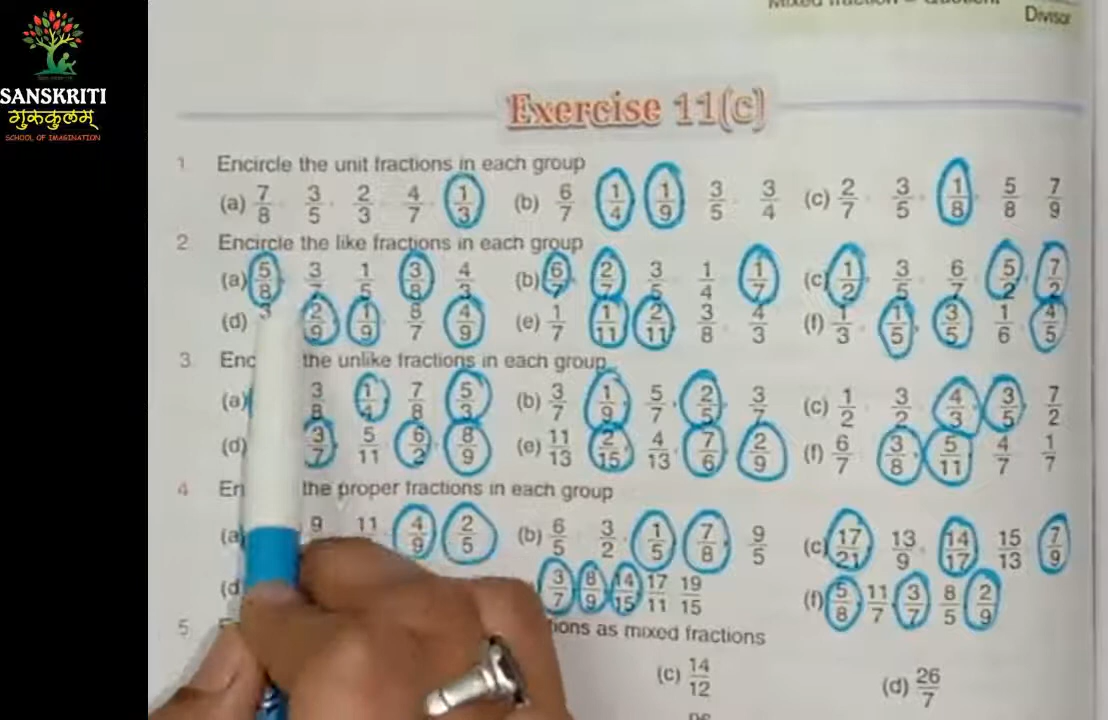 Mixed fraction = Quotient
Divisor
SANSKRITI
गुरुकुलम्
SCHOOL OF IMAGINATION
Exercise 11(c)
1 Encircle the unit fractions in each group
(a) 7/8 3/5 2/3 4/7 1/3 (b) 6/7 1/4 1/9 3/5 3/4 (c) 2/7 3/5 1/8 5/8 7/9
2 Encircle the like fractions in each group
(a) 5/8 3/7 1/5 3/8 4/3 (b) 6/7 2/7 3/5 1/4 1/7 (c) 1/2 3/5 6/7 5/2 7/2
(d) 3 2/9 1/9 8/7 4/9 (e) 1/7 1/11 2/11 3/8 4/3 (f) 1/3 1/5 3/5 1/6 4/5
3 the unlike fractions in each group
(a) 3/8 1/4 7/8 5/3 (b) 3/7 1/9 5/7 2/5 3/7 (c) 1/2 3/2 4/3 3/5 7/2
(d) 3/7 5/11 6/2 8/9 (e) 11/13 2/15 4/13 7/6 2/9 (f) 6/7 3/8 5/11 4/7 1/7
4 the proper fractions in each group
(a) 9 11 4/9 2/5 (b) 6/5 3/2 1/5 7/8 9/5 (c) 17/21 13/9 14/17 15/13 7/9
(d 3/7 8/9 14/15 17/11 19/15 (f) 5/8 11/7 3/7 8/5 2/9
5 as mixed fractions
(c) 14/12 (d) 26/7